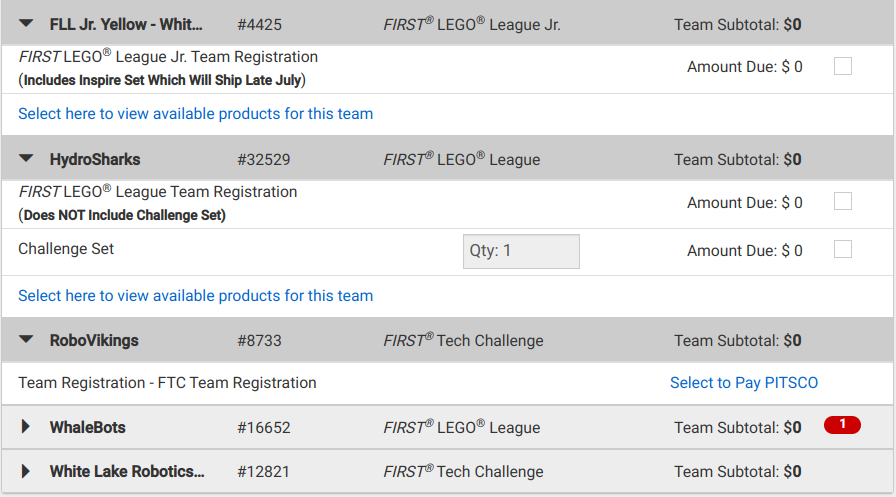 FLL Jr. Yellow - Whit... #4425 FIRST® LEGO® League Jr. Team Subtotal: $0
FIRST LEGO® League Jr. Team Registration
(Includes Inspire Set Which Will Ship Late July) Amount Due: $ 0
Select here to view available products for this team
HydroSharks #32529 FIRST® LEGO® League Team Subtotal: $0
FIRST LEGO® League Team Registration
(Does NOT Include Challenge Set) Amount Due: $ 0
Challenge Set Qty: 1 Amount Due: $ 0
Select here to view available products for this team
RoboVikings #8733 FIRST® Tech Challenge Team Subtotal: $0
Team Registration - FTC Team Registration Select to Pay PITSCO
WhaleBots #16652 FIRST® LEGO® League Team Subtotal: $0 1
White Lake Robotics... #12821 FIRST® Tech Challenge Team Subtotal: $0